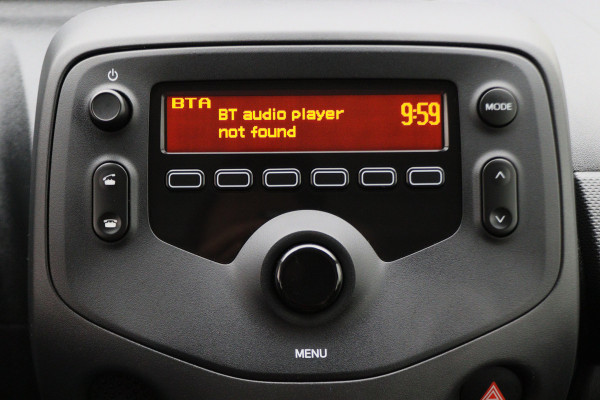 BTA
BT audio player 9:59
not found
MODE
MENU